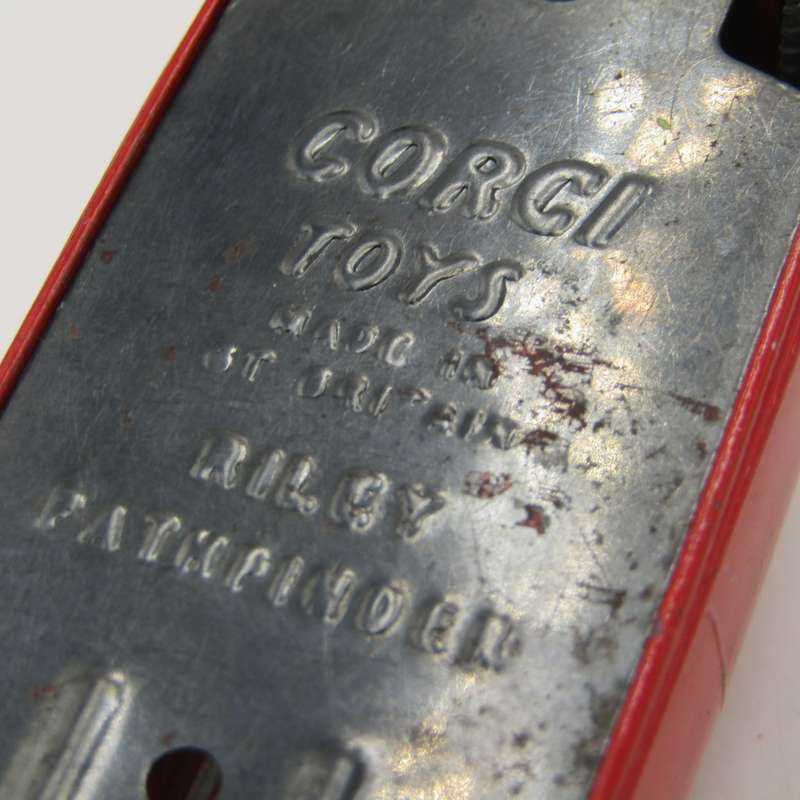 CORGI
TOYS
MADE IN
GT BRITAIN
RILEY
PATHFINDER